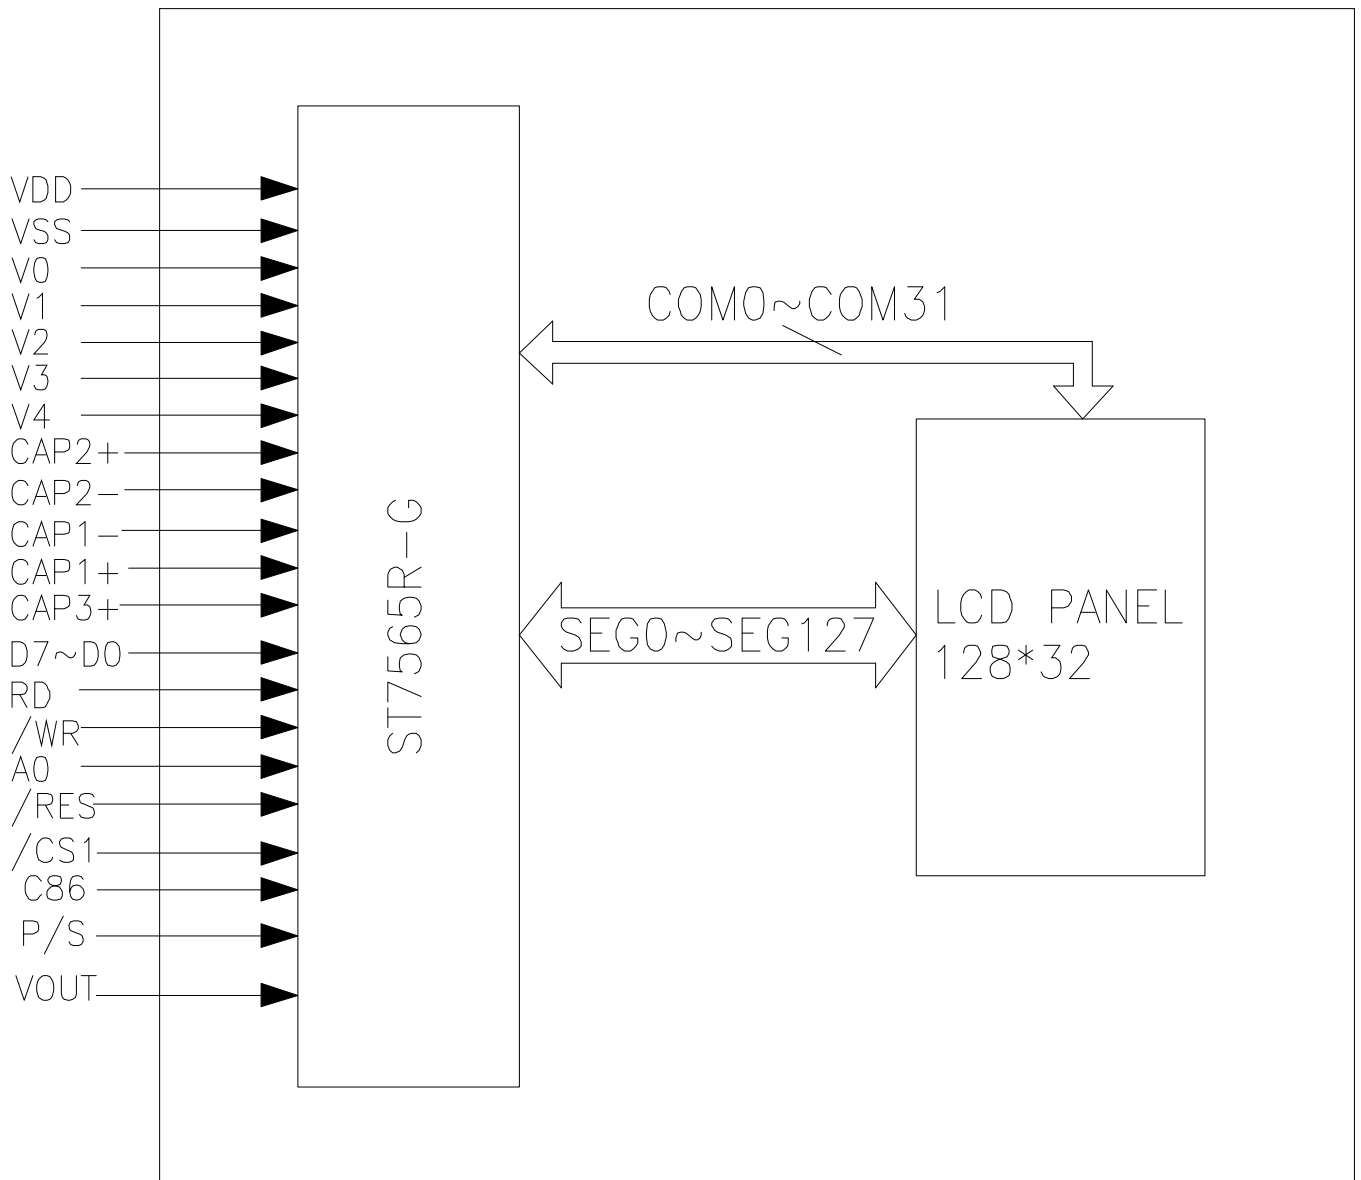 VDD
VSS
V0
V1
V2
V3
V4
CAP2+
CAP2-
CAP1-
CAP1+
CAP3+
D7~D0
RD
/WR
A0
/RES
/CS1
C86
P/S
VOUT
ST7565R-G
COM0~COM31
SEG0~SEG127
LCD PANEL
128*32